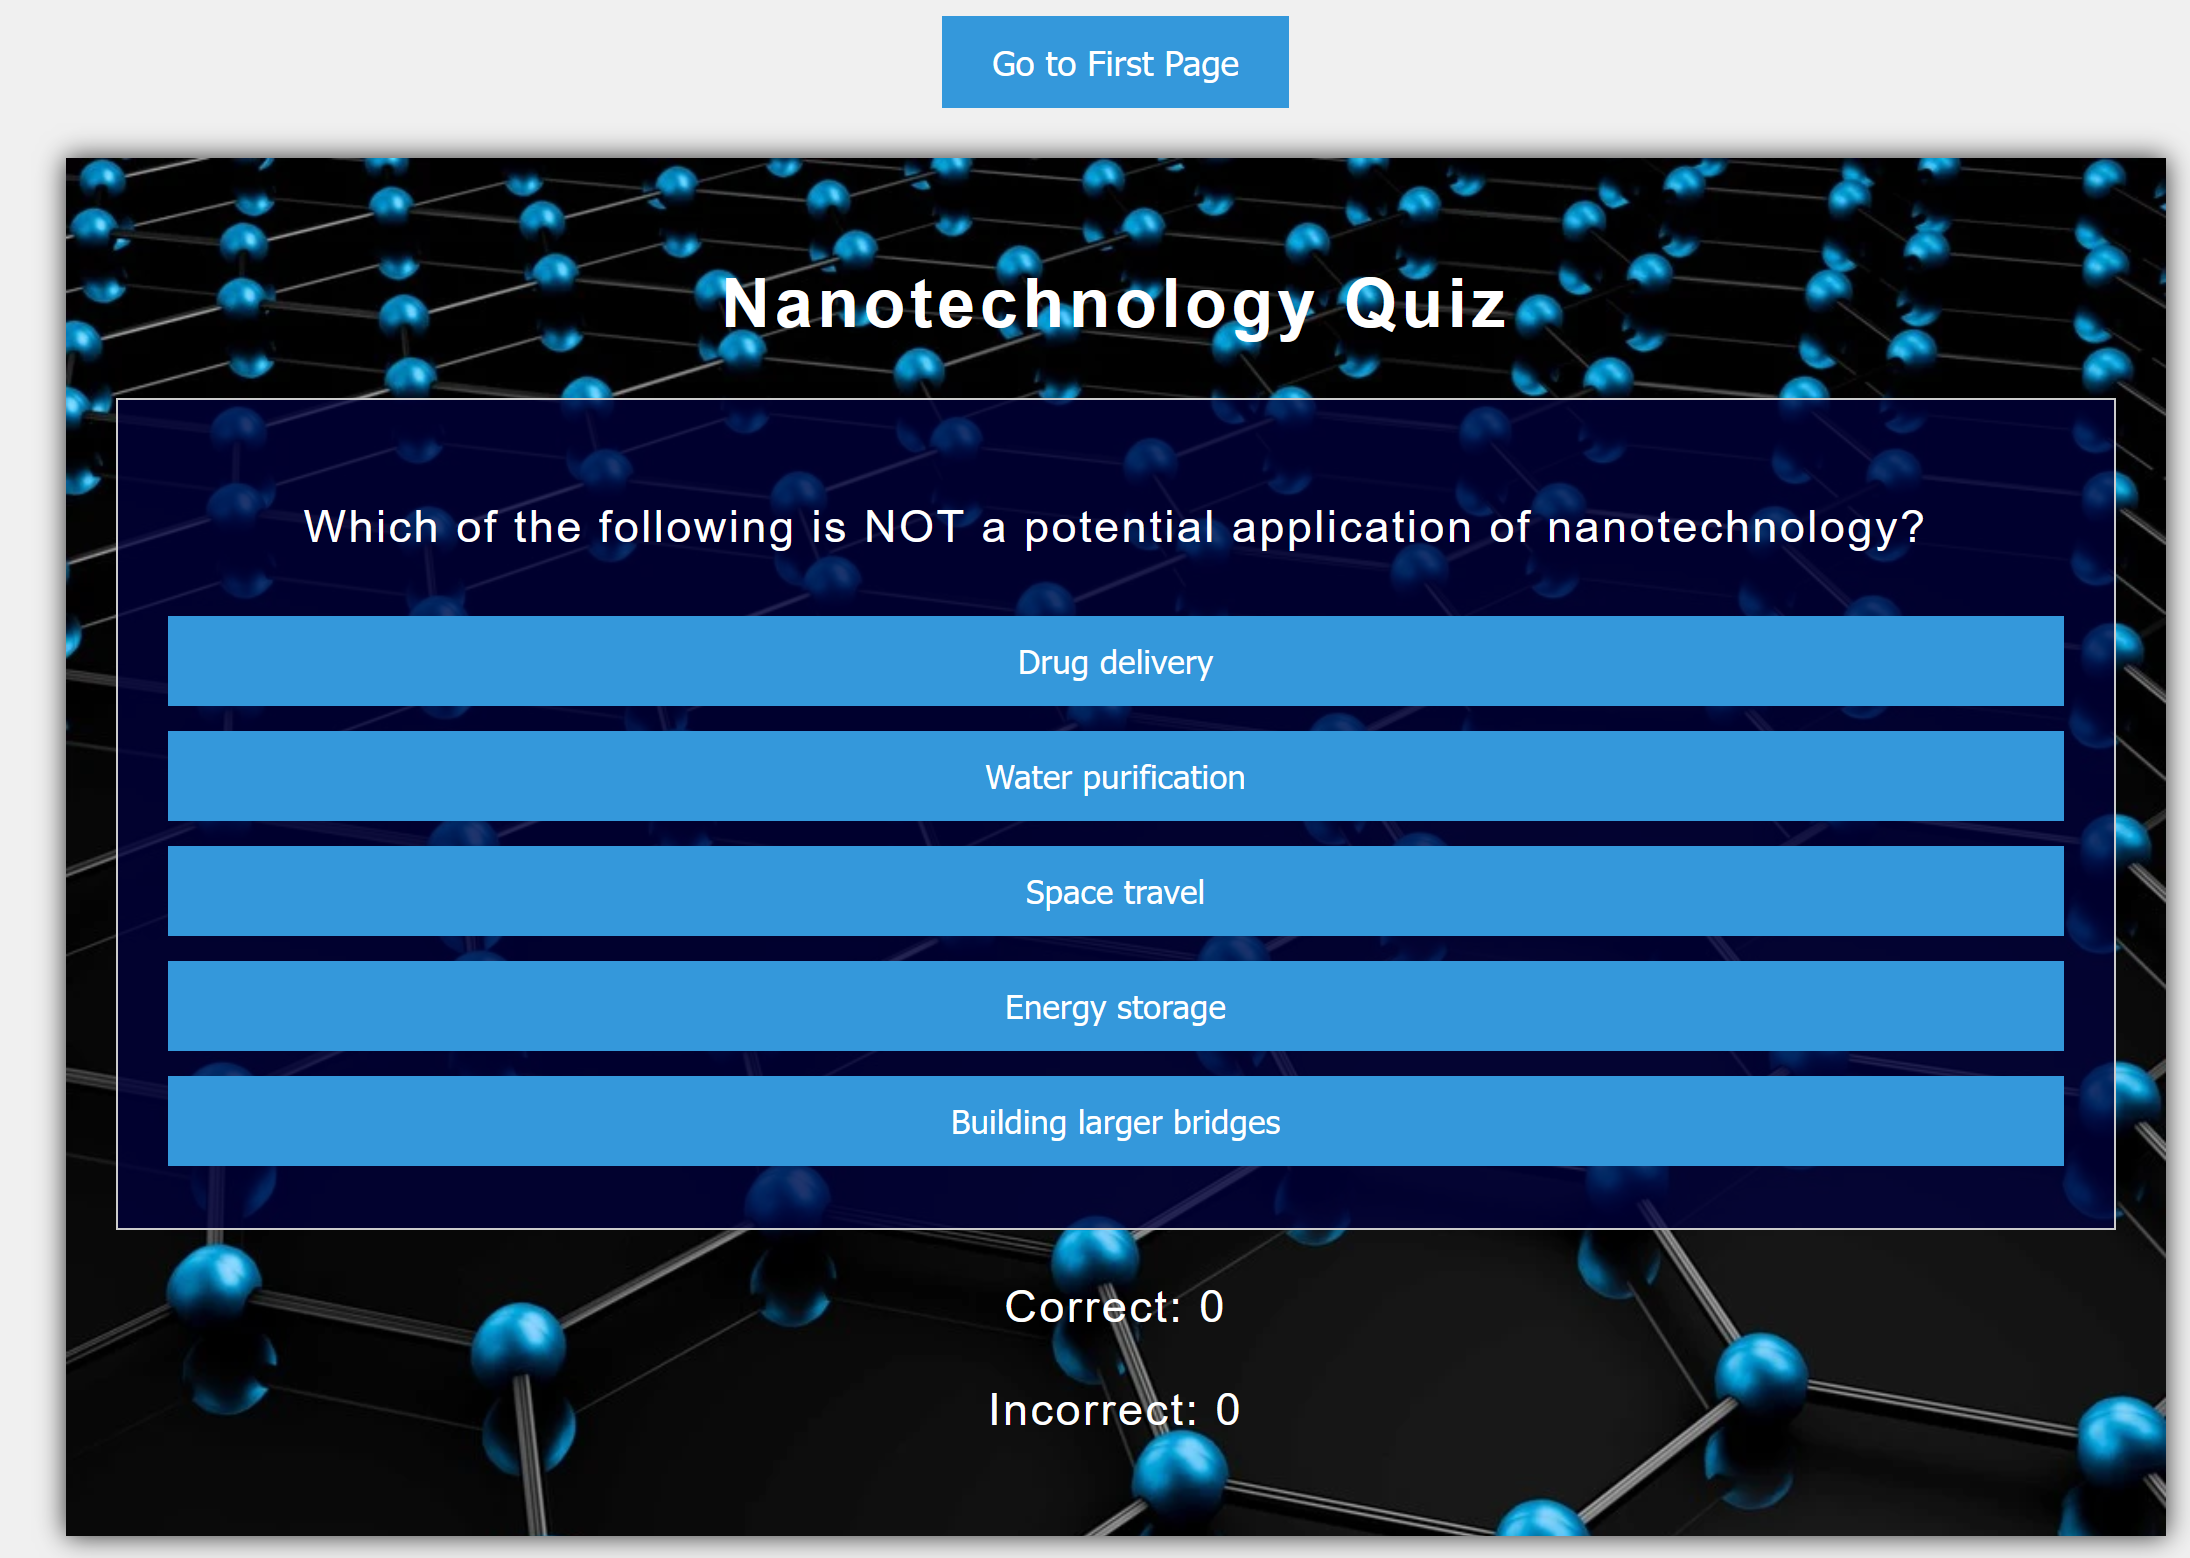 Go to First Page
Nanotechnology Quiz
Which of the following is NOT a potential application of nanotechnology?
Drug delivery
Water purification
Space travel
Energy storage
Building larger bridges
Correct: 0
Incorrect: 0